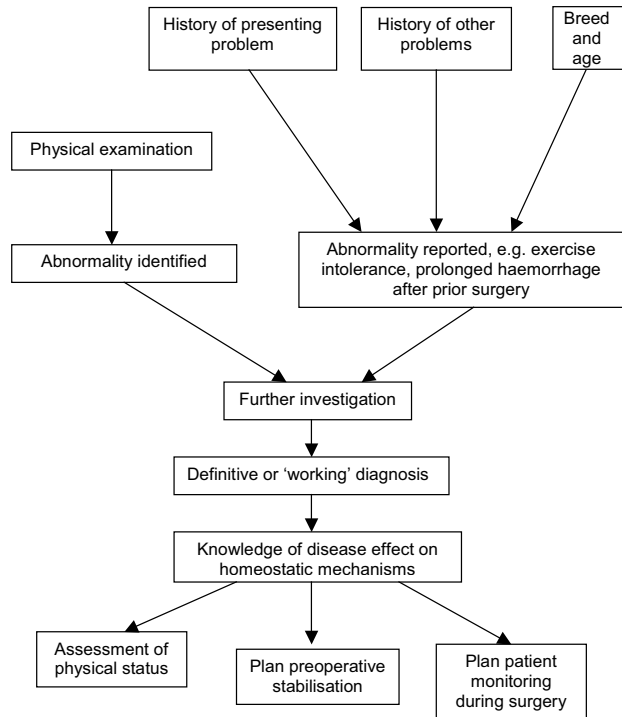 History of presenting
problem
History of other
problems
Breed
and
age
Physical examination
Abnormality identified
Abnormality reported, e.g. exercise
intolerance, prolonged haemorrhage
after prior surgery
Further investigation
Definitive or ‘working’ diagnosis
Knowledge of disease effect on
homeostatic mechanisms
Assessment of
physical status
Plan preoperative
stabilisation
Plan patient
monitoring
during surgery